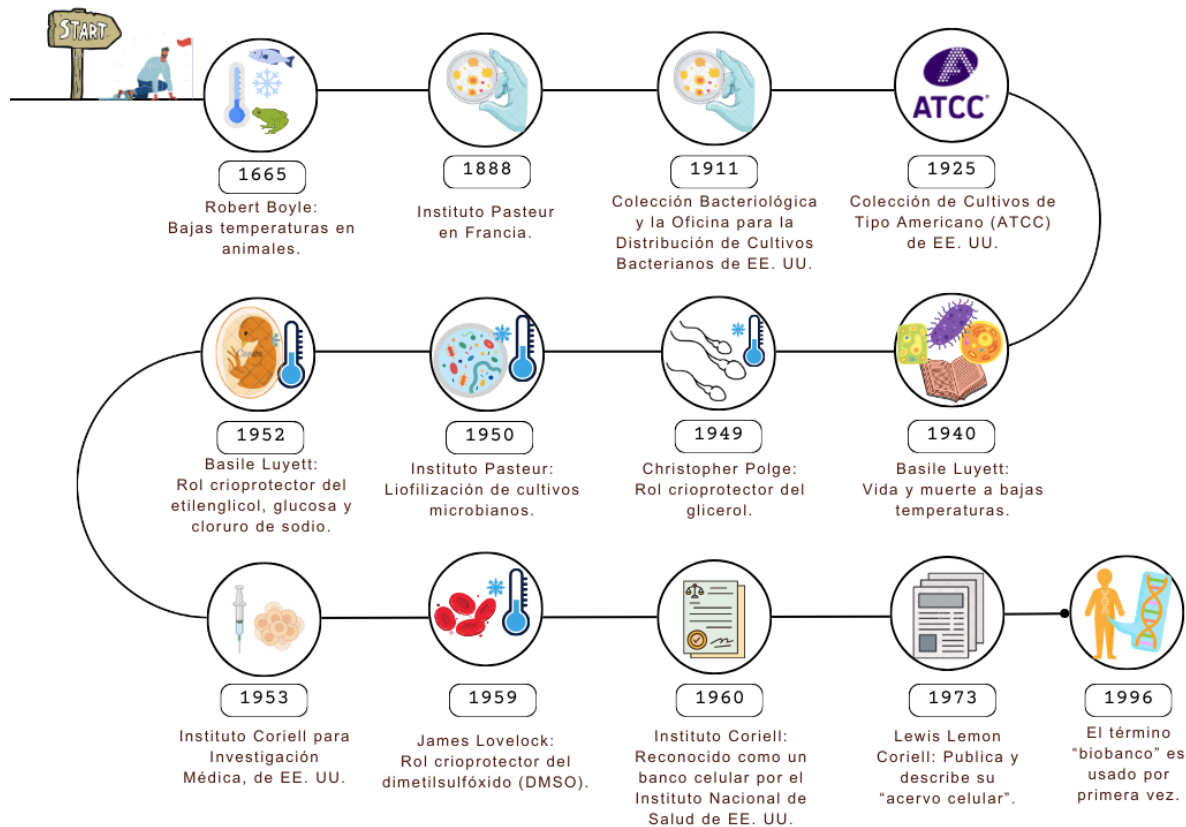 START
1665
Robert Boyle:
Bajas temperaturas en
animales.
1888
Instituto Pasteur
en Francia.
1911
Colección Bacteriológica
y la Oficina para la
Distribución de Cultivos
Bacterianos de EE. UU.
ATCC®
1925
Colección de Cultivos de
Tipo Americano (ATCC)
de EE. UU.
1940
Basile Luyett:
Vida y muerte a bajas
temperaturas.
1949
Christopher Polge:
Rol crioprotector del
glicerol.
1950
Instituto Pasteur:
Liofilización de cultivos
microbianos.
Canva
1952
Basile Luyett:
Rol crioprotector del
etilenglicol, glucosa y
cloruro de sodio.
1953
Instituto Coriell para
Investigación
Médica, de EE. UU.
1959
James Lovelock:
Rol crioprotector del
dimetilsulfóxido (DMSO).
1960
Instituto Coriell:
Reconocido como un
banco celular por el
Instituto Nacional de
Salud de EE. UU.
1973
Lewis Lemon
Coriell: Publica y
describe su
“acervo celular”.
1996
El término
“biobanco” es
usado por
primera vez.